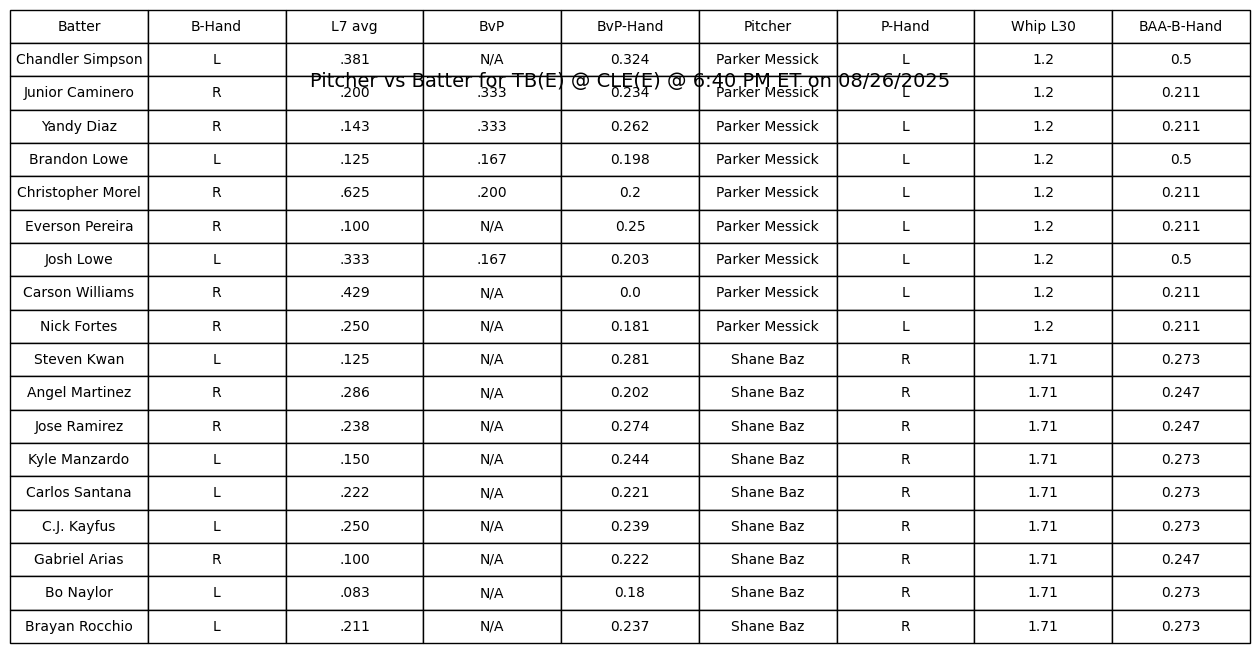 Batter B-Hand L7 avg BvP BvP-Hand Pitcher P-Hand Whip L30 BAA-B-Hand
Chandler Simpson L .381 N/A 0.324 Parker Messick L 1.2 0.5
Pitcher vs Batter for TB(E) @ CLE(E) @ 6:40 PM ET on 08/26/2025
Junior Caminero R .200 .333 0.234 Parker Messick L 1.2 0.211
Yandy Diaz R .143 .333 0.262 Parker Messick L 1.2 0.211
Brandon Lowe L .125 .167 0.198 Parker Messick L 1.2 0.5
Christopher Morel R .625 .200 0.2 Parker Messick L 1.2 0.211
Everson Pereira R .100 N/A 0.25 Parker Messick L 1.2 0.211
Josh Lowe L .333 .167 0.203 Parker Messick L 1.2 0.5
Carson Williams R .429 N/A 0.0 Parker Messick L 1.2 0.211
Nick Fortes R .250 N/A 0.181 Parker Messick L 1.2 0.211
Steven Kwan L .125 N/A 0.281 Shane Baz R 1.71 0.273
Angel Martinez R .286 N/A 0.202 Shane Baz R 1.71 0.247
Jose Ramirez R .238 N/A 0.274 Shane Baz R 1.71 0.247
Kyle Manzardo L .150 N/A 0.244 Shane Baz R 1.71 0.273
Carlos Santana L .222 N/A 0.221 Shane Baz R 1.71 0.273
C.J. Kayfus L .250 N/A 0.239 Shane Baz R 1.71 0.273
Gabriel Arias R .100 N/A 0.222 Shane Baz R 1.71 0.247
Bo Naylor L .083 N/A 0.18 Shane Baz R 1.71 0.273
Brayan Rocchio L .211 N/A 0.237 Shane Baz R 1.71 0.273